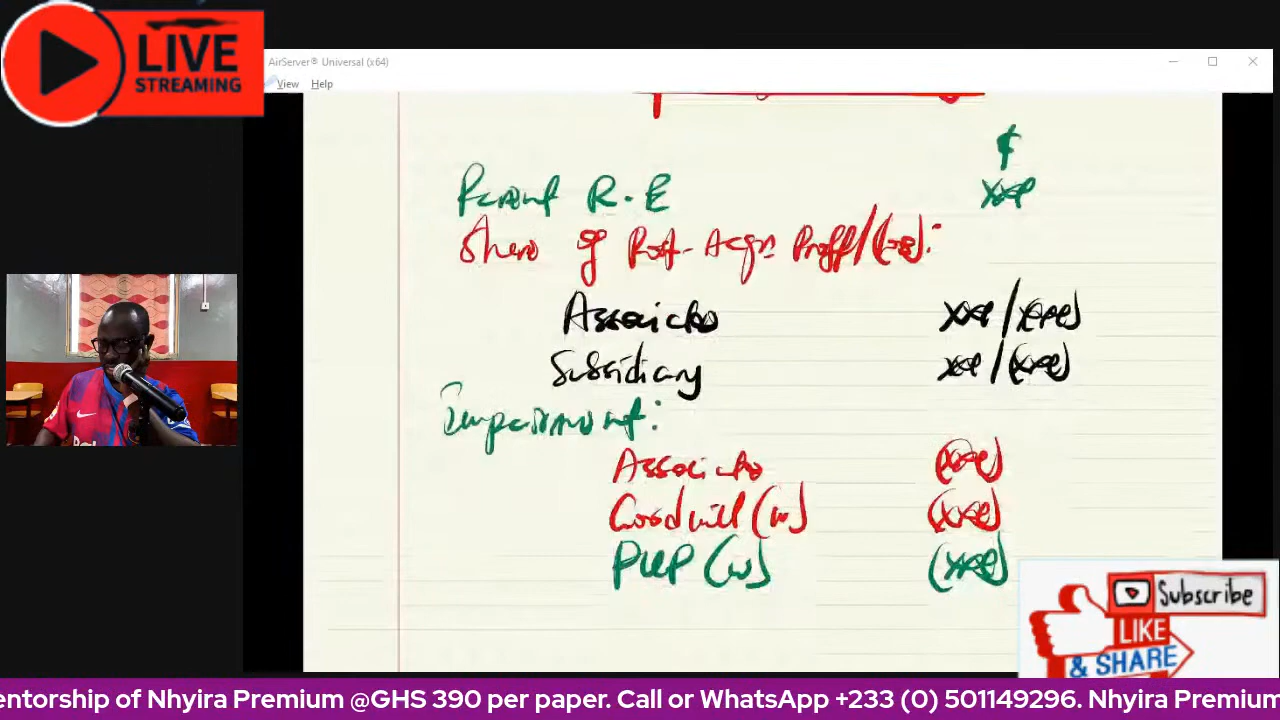 LIVE
STREAMING
AirServer® Universal (x64)
View Help
¢
Parent R.E xxx
Share of Post-Acqn Profit/(loss):
Associate xxx/(xxx)
Subsidiary xxx/(xxx)
Impairment:
Associate (xxx)
Goodwill (w) (xxx)
PUP (w) (xxx)
Subscribe
LIKE
& SHARE
entorship of Nhyira Premium @GHS 390 per paper. Call or WhatsApp +233 (0) 501149296. Nhyira Premium